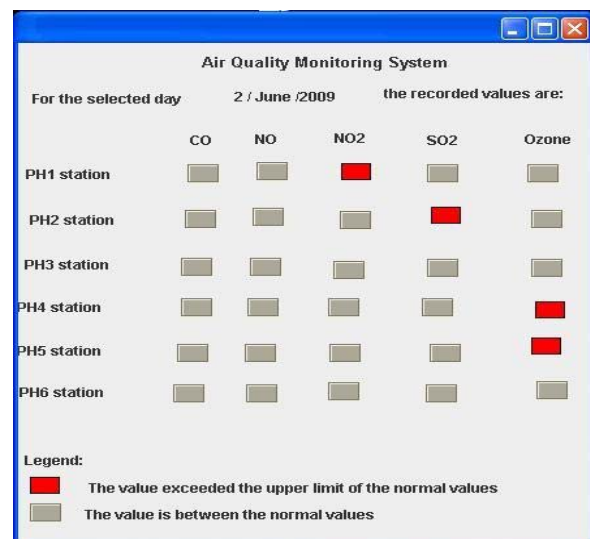 Air Quality Monitoring System
For the selected day 2 / June /2009 the recorded values are:
CO NO NO2 SO2 Ozone
PH1 station
PH2 station
PH3 station
PH4 station
PH5 station
PH6 station
Legend:
The value exceeded the upper limit of the normal values
The value is between the normal values